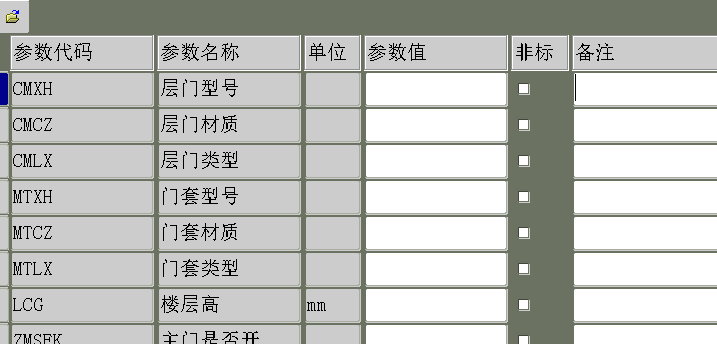 参数代码 参数名称 单位 参数值 非标 备注
CMXH 层门型号
CMCZ 层门材质
CMLX 层门类型
MTXH 门套型号
MTCZ 门套材质
MTLX 门套类型
LCG 楼层高 mm
ZMSFK 主门是否开